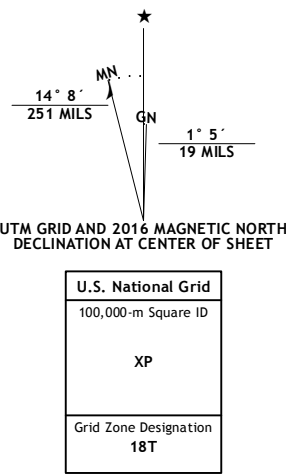 ★
MN
14° 8´
251 MILS
GN
1° 5´
19 MILS
UTM GRID AND 2016 MAGNETIC NORTH
DECLINATION AT CENTER OF SHEET
U.S. National Grid
100,000-m Square ID
XP
Grid Zone Designation
18T